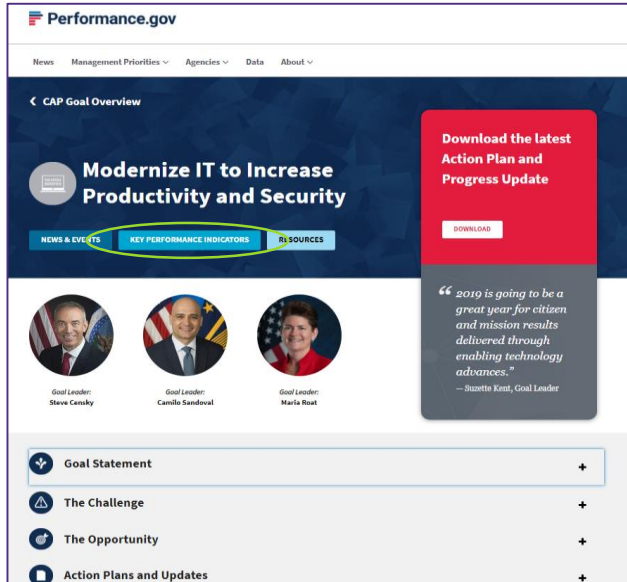 Performance.gov
News Management Priorities Agencies Data About
CAP Goal Overview
Modernize IT to Increase
Productivity and Security
NEWS & EVENTS KEY PERFORMANCE INDICATORS RESOURCES
Download the latest
Action Plan and
Progress Update
DOWNLOAD
“ 2019 is going to be a
great year for citizen
and mission results
delivered through
enabling technology
advances.”
— Suzette Kent, Goal Leader
Goal Leader:
Steve Censky
Goal Leader:
Camilo Sandoval
Goal Leader:
Maria Roat
Goal Statement
The Challenge
The Opportunity
Action Plans and Updates